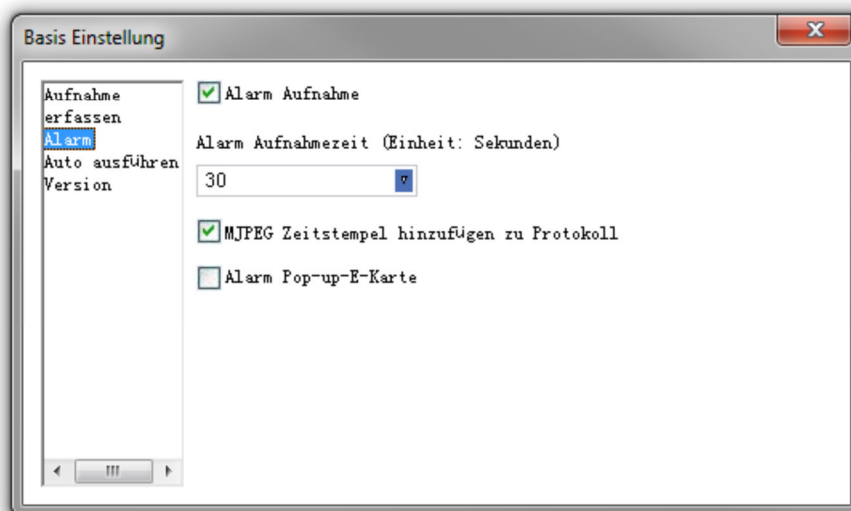 Basis Einstellung
Aufnahme
erfassen
Alarm
Auto ausführen
Version
Alarm Aufnahme
Alarm Aufnahmezeit (Einheit: Sekunden)
30
MJPEG Zeitstempel hinzufügen zu Protokoll
Alarm Pop-up-E-Karte